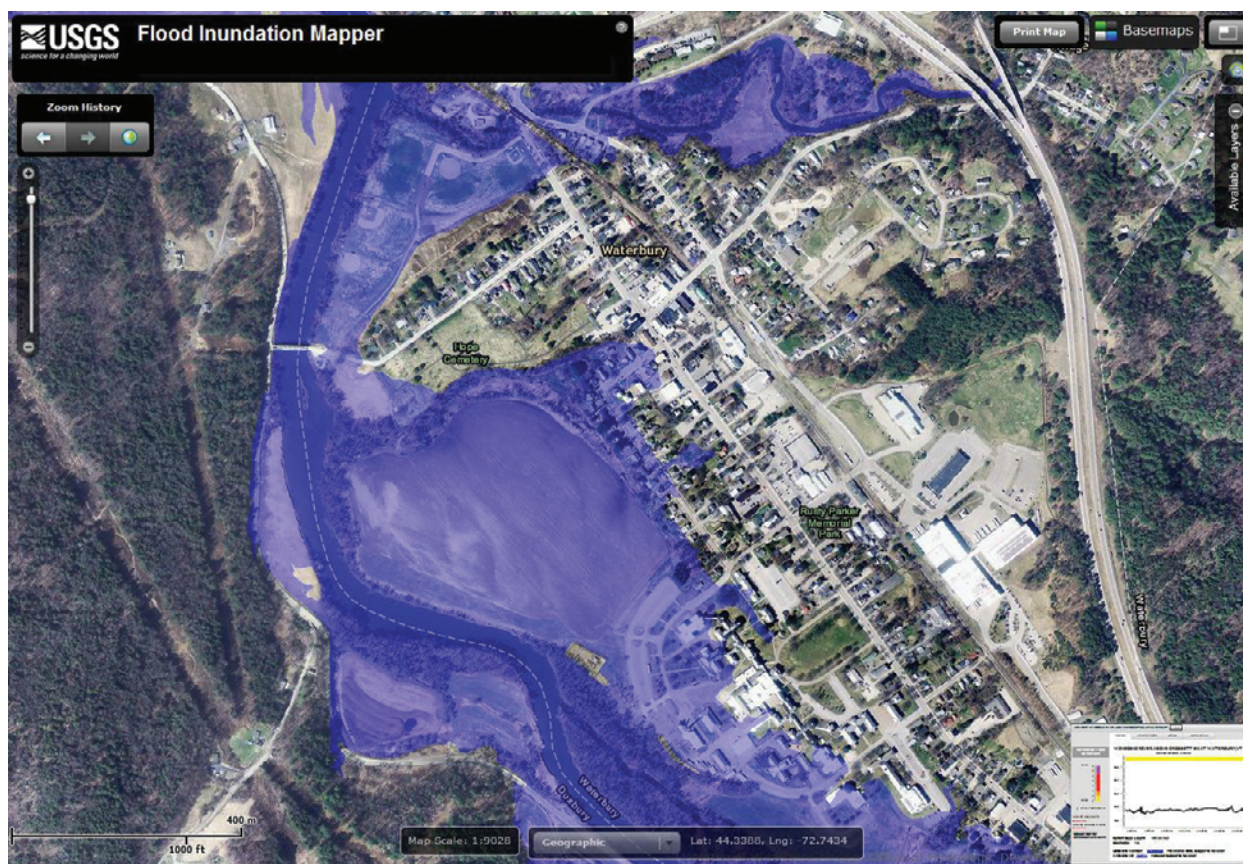 USGS
science for a changing world
Flood Inundation Mapper
Print Map
Basemaps
Zoom History
Available Layers
Waterbury
Hope
Cemetery
Rusty Parker
Memorial
Park
Waterbury
Waterbury
Duxbury
400 m
1000 ft
Map Scale: 1:9028
Geographic
Lat: 44.3388, Lng: -72.7434